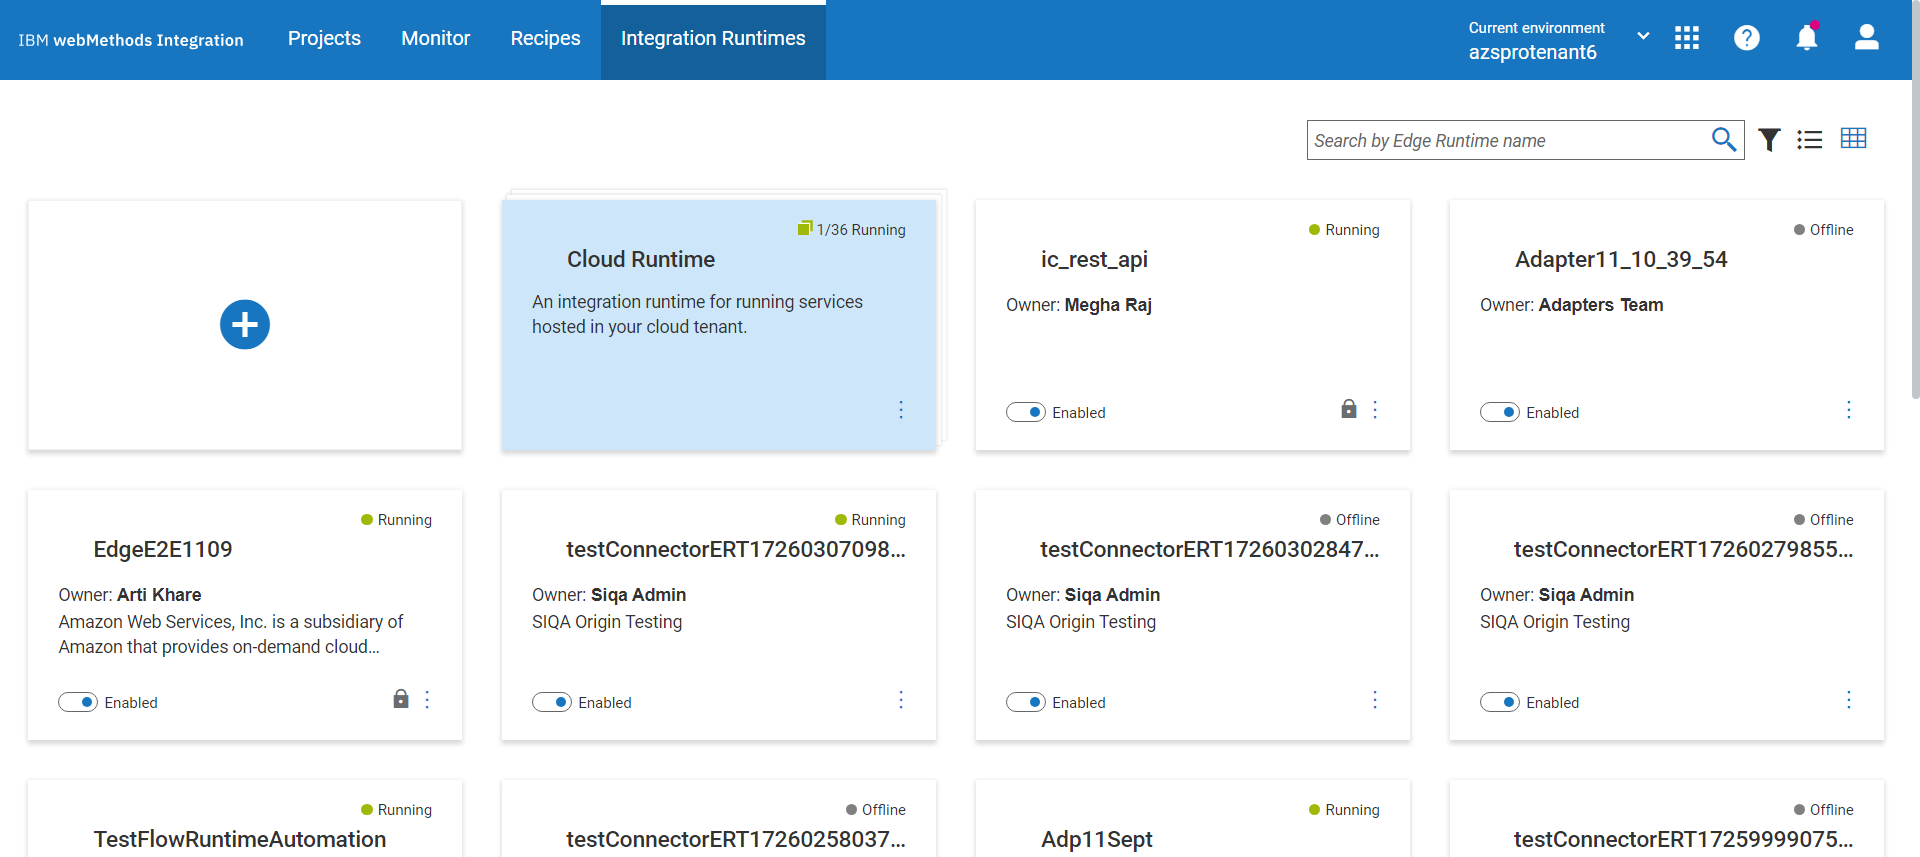 IBM webMethods Integration
Projects
Monitor
Recipes
Integration Runtimes
Current environment
azsprotenant6
Search by Edge Runtime name
1/36 Running
Cloud Runtime
An integration runtime for running services
hosted in your cloud tenant.
Running
ic_rest_api
Owner: Megha Raj
Enabled
Offline
Adapter11_10_39_54
Owner: Adapters Team
Enabled
Running
EdgeE2E1109
Owner: Arti Khare
Amazon Web Services, Inc. is a subsidiary of
Amazon that provides on-demand cloud...
Enabled
Running
testConnectorERT17260307098...
Owner: Siqa Admin
SIQA Origin Testing
Enabled
Offline
testConnectorERT17260302847...
Owner: Siqa Admin
SIQA Origin Testing
Enabled
Offline
testConnectorERT17260279855...
Owner: Siqa Admin
SIQA Origin Testing
Enabled
Running
TestFlowRuntimeAutomation
Offline
testConnectorERT17260258037...
Running
Adp11Sept
Offline
testConnectorERT17259999075...